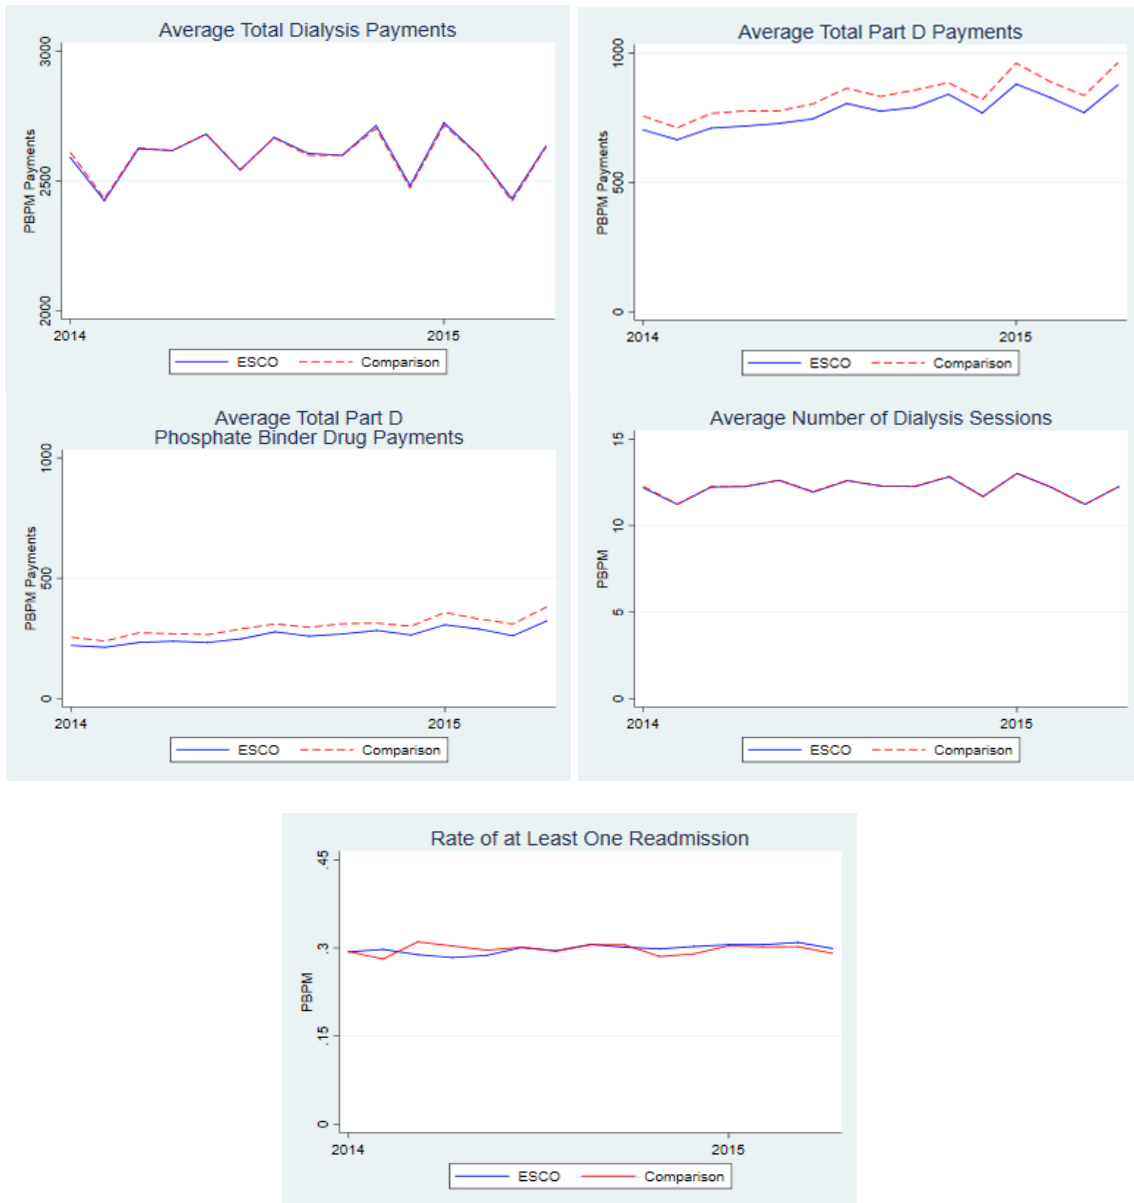 Average Total Dialysis Payments
PBPM Payments
3000
2500
2000
2014 2015
ESCO Comparison
Average Total Part D Payments
PBPM Payments
1000
500
0
2014 2015
ESCO Comparison
Average Total Part D
Phosphate Binder Drug Payments
PBPM Payments
1000
500
0
2014 2015
ESCO Comparison
Average Number of Dialysis Sessions
PBPM
15
10
5
0
2014 2015
ESCO Comparison
Rate of at Least One Readmission
PBPM
.45
.3
.15
0
2014 2015
ESCO Comparison